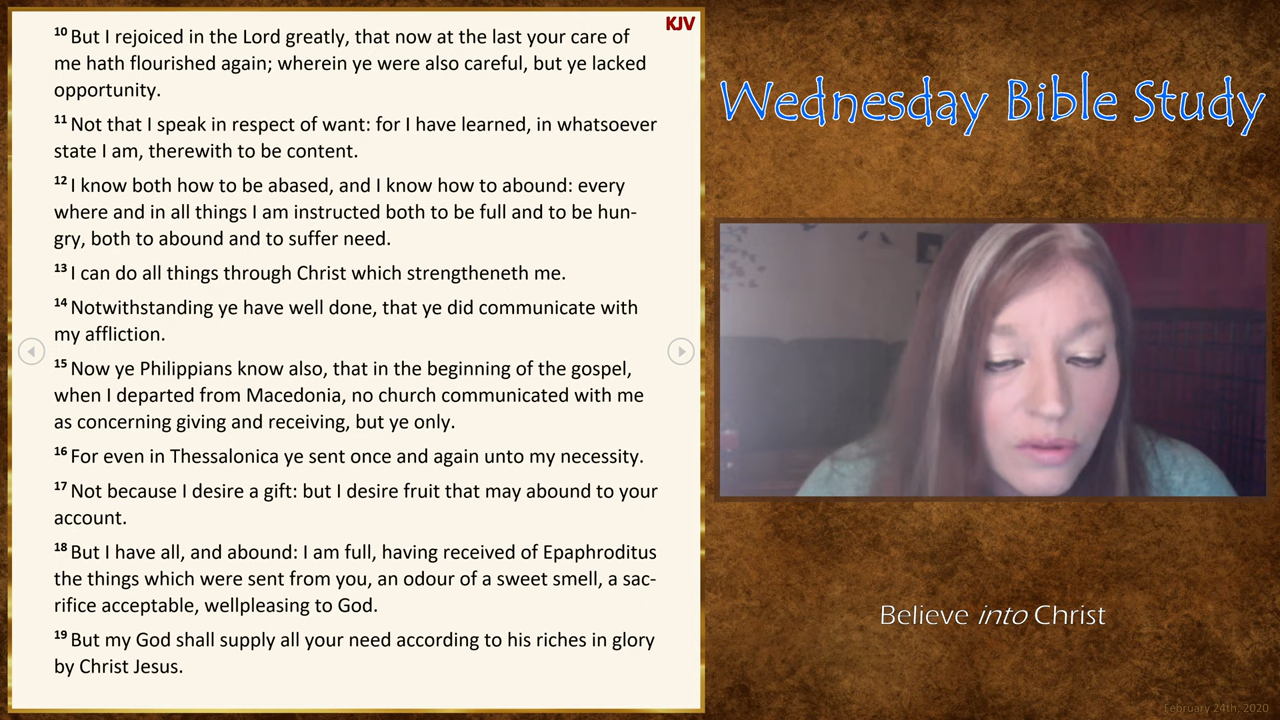 KJV
10 But I rejoiced in the Lord greatly, that now at the last your care of
me hath flourished again; wherein ye were also careful, but ye lacked
opportunity.
11 Not that I speak in respect of want: for I have learned, in whatsoever
state I am, therewith to be content.
12 I know both how to be abased, and I know how to abound: every
where and in all things I am instructed both to be full and to be hun-
gry, both to abound and to suffer need.
13 I can do all things through Christ which strengtheneth me.
14 Notwithstanding ye have well done, that ye did communicate with
my affliction.
15 Now ye Philippians know also, that in the beginning of the gospel,
when I departed from Macedonia, no church communicated with me
as concerning giving and receiving, but ye only.
16 For even in Thessalonica ye sent once and again unto my necessity.
17 Not because I desire a gift: but I desire fruit that may abound to your
account.
18 But I have all, and abound: I am full, having received of Epaphroditus
the things which were sent from you, an odour of a sweet smell, a sac-
rifice acceptable, wellpleasing to God.
19 But my God shall supply all your need according to his riches in glory
by Christ Jesus.
Wednesday Bible Study
Believe into Christ
February 24th, 2020